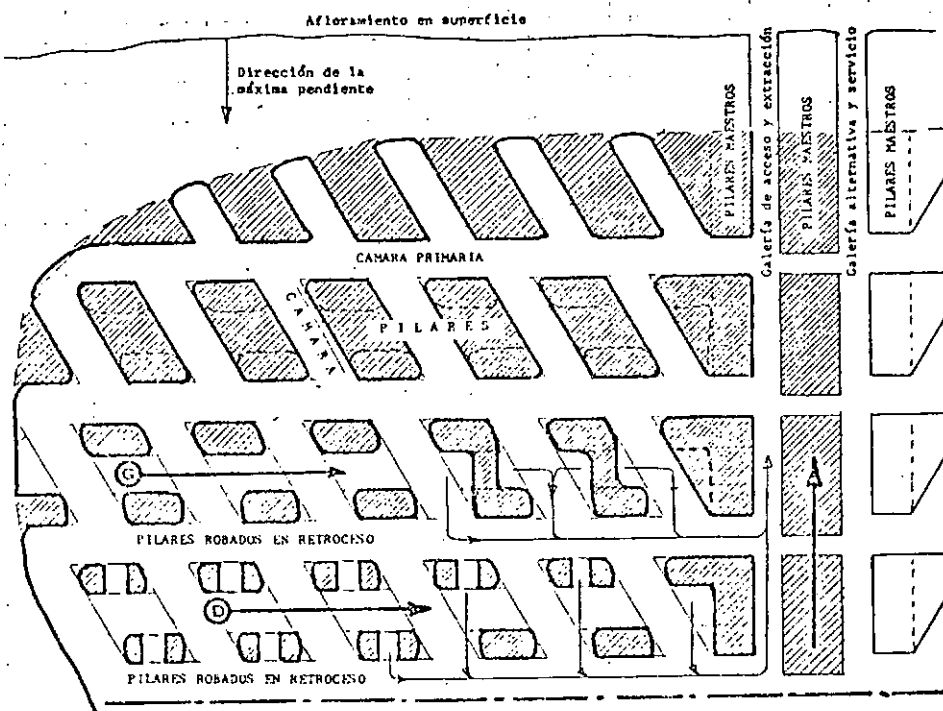 Afloramiento en superficie
Dirección de la
máxima pendiente
PILARES MAESTROS
Galería de acceso y extracción
PILARES MAESTROS
Galería alternativa y servicio
PILARES MAESTROS
CAMARA PRIMARIA
CAMARA
PILARES
G
PILARES ROBADOS EN RETROCESO
D
PILARES ROBADOS EN RETROCESO